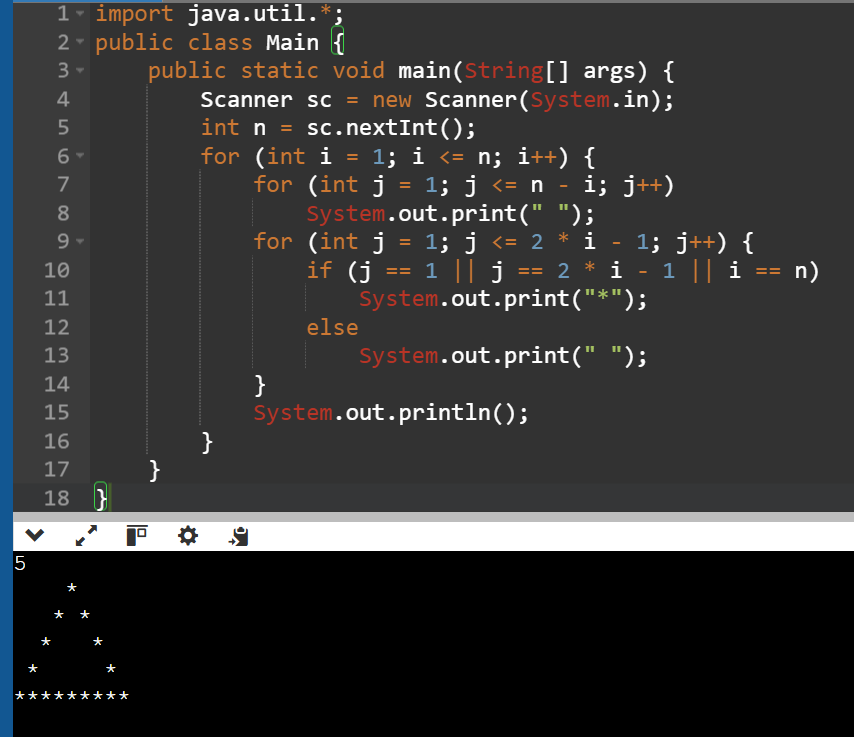 1 import java.util.*;
2 public class Main {
3     public static void main(String[] args) {
4         Scanner sc = new Scanner(System.in);
5         int n = sc.nextInt();
6         for (int i = 1; i <= n; i++) {
7             for (int j = 1; j <= n - i; j++)
8                 System.out.print(" ");
9             for (int j = 1; j <= 2 * i - 1; j++) {
10                 if (j == 1 || j == 2 * i - 1 || i == n)
11                     System.out.print("*");
12                 else
13                     System.out.print(" ");
14             }
15             System.out.println();
16         }
17     }
18 }
5
    *
   * *
  *   *
 *     *
*********